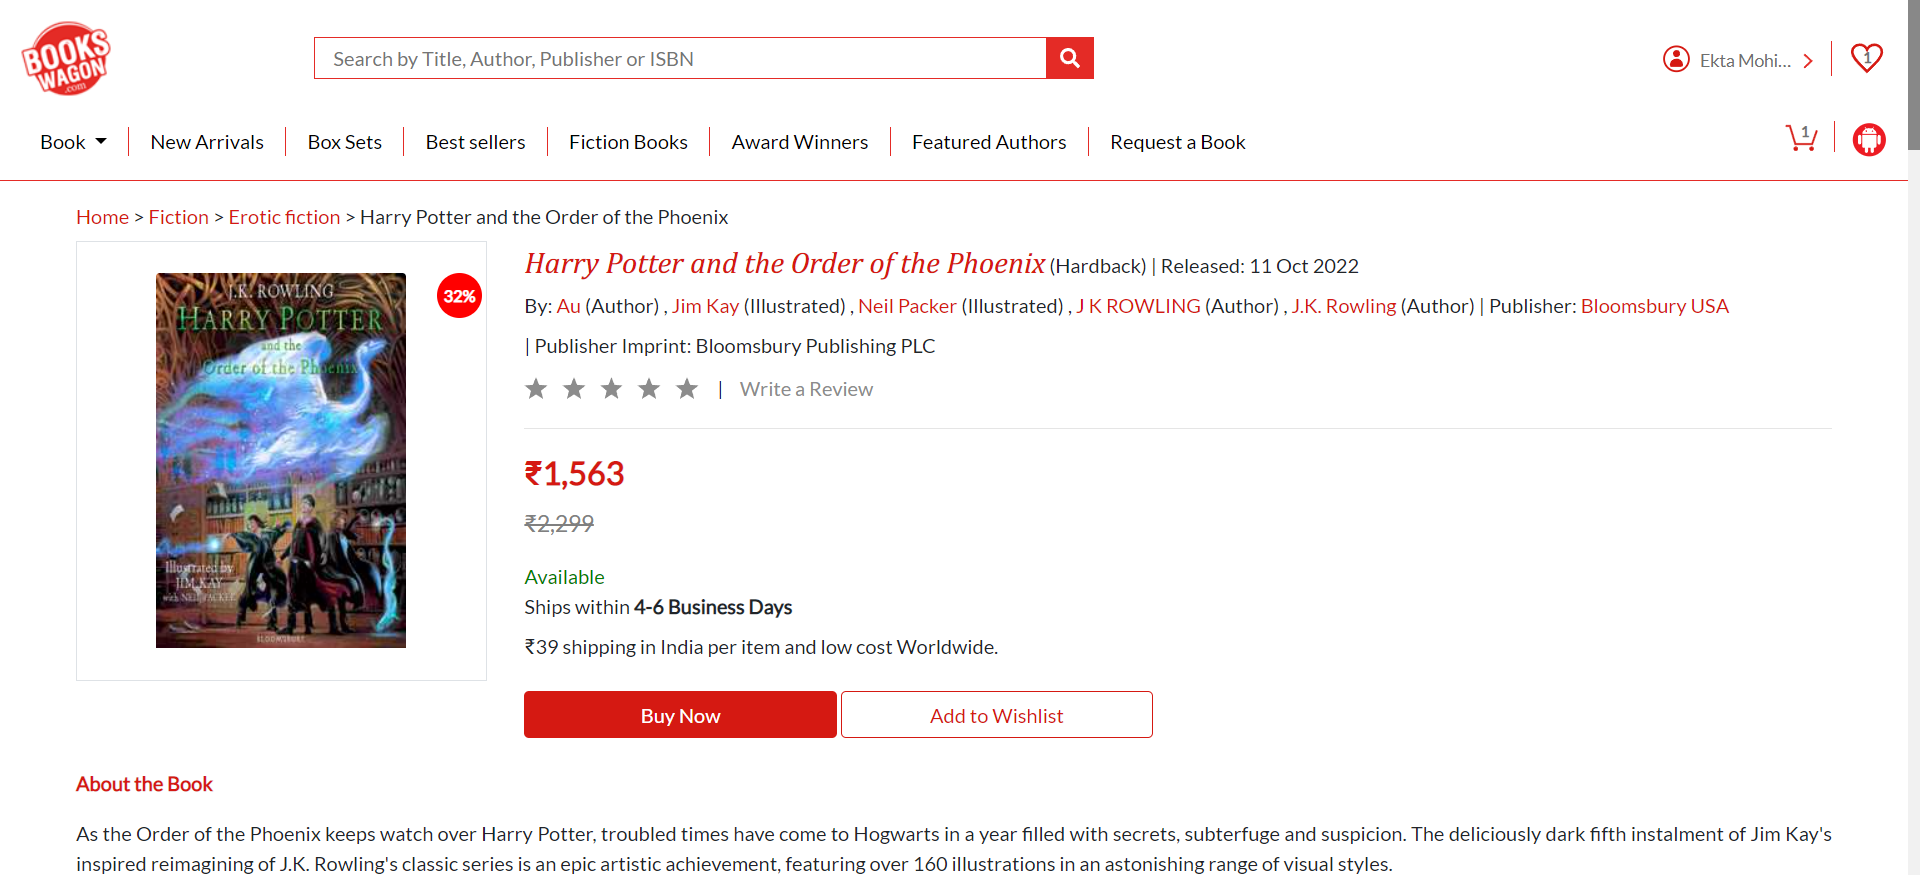 BOOKS
WAGON
.com
Search by Title, Author, Publisher or ISBN
Ekta Mohi...
1
Book
New Arrivals
Box Sets
Best sellers
Fiction Books
Award Winners
Featured Authors
Request a Book
1
Home > Fiction > Erotic fiction > Harry Potter and the Order of the Phoenix
J.K. ROWLING
HARRY POTTER
and the
Order of the Phoenix
Illustrated by
JIM KAY
with NEIL PACKER
BLOOMSBURY
32%
Harry Potter and the Order of the Phoenix (Hardback) | Released: 11 Oct 2022
By: Au (Author) , Jim Kay (Illustrated) , Neil Packer (Illustrated) , J K ROWLING (Author) , J.K. Rowling (Author) | Publisher: Bloomsbury USA
| Publisher Imprint: Bloomsbury Publishing PLC
| Write a Review
₹1,563
₹2,299
Available
Ships within 4-6 Business Days
₹39 shipping in India per item and low cost Worldwide.
Buy Now
Add to Wishlist
About the Book
As the Order of the Phoenix keeps watch over Harry Potter, troubled times have come to Hogwarts in a year filled with secrets, subterfuge and suspicion. The deliciously dark fifth instalment of Jim Kay's
inspired reimagining of J.K. Rowling's classic series is an epic artistic achievement, featuring over 160 illustrations in an astonishing range of visual styles.